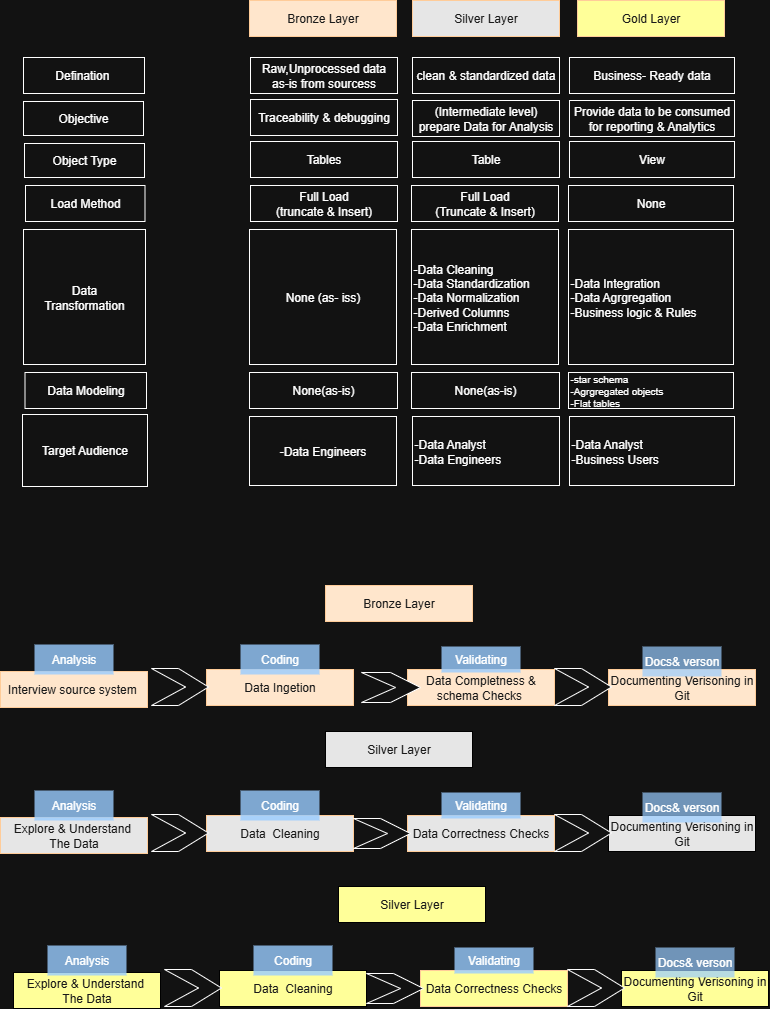 Bronze Layer
Silver Layer
Gold Layer
Defination
Raw,Unprocessed data
as-is from sourcess
clean & standardized data
Business- Ready data
Objective
Traceability & debugging
(Intermediate level)
prepare Data for Analysis
Provide data to be consumed
for reporting & Analytics
Object Type
Tables
Table
View
Load Method
Full Load
(truncate & Insert)
Full Load
(Truncate & Insert)
None
Data
Transformation
None (as- iss)
-Data Cleaning
-Data Standardization
-Data Normalization
-Derived Columns
-Data Enrichment
-Data Integration
-Data Agrgregation
-Business logic & Rules
Data Modeling
None(as-is)
None(as-is)
-star schema
-Agrgregated objects
-Flat tables
Target Audience
-Data Engineers
-Data Analyst
-Data Engineers
-Data Analyst
-Business Users
Bronze Layer
Analysis
Interview source system
Coding
Data Ingetion
Validating
Data Completness &
schema Checks
Docs& verson
Documenting Verisoning in
Git
Silver Layer
Analysis
Explore & Understand
The Data
Coding
Data  Cleaning
Validating
Data Correctness Checks
Docs& verson
Documenting Verisoning in
Git
Silver Layer
Analysis
Explore & Understand
The Data
Coding
Data  Cleaning
Validating
Data Correctness Checks
Docs& verson
Documenting Verisoning in
Git